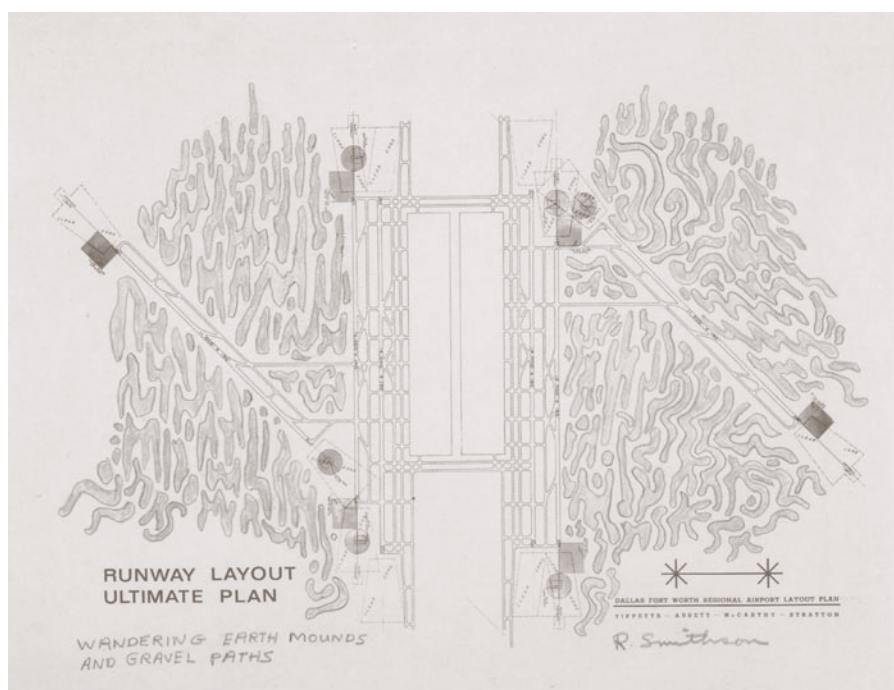 RUNWAY LAYOUT
ULTIMATE PLAN
WANDERING EARTH MOUNDS
AND GRAVEL PATHS
DALLAS FORT WORTH REGIONAL AIRPORT LAYOUT PLAN
TIPPETTS - ABBETT - McCARTHY - STRATTON
R. Smithson